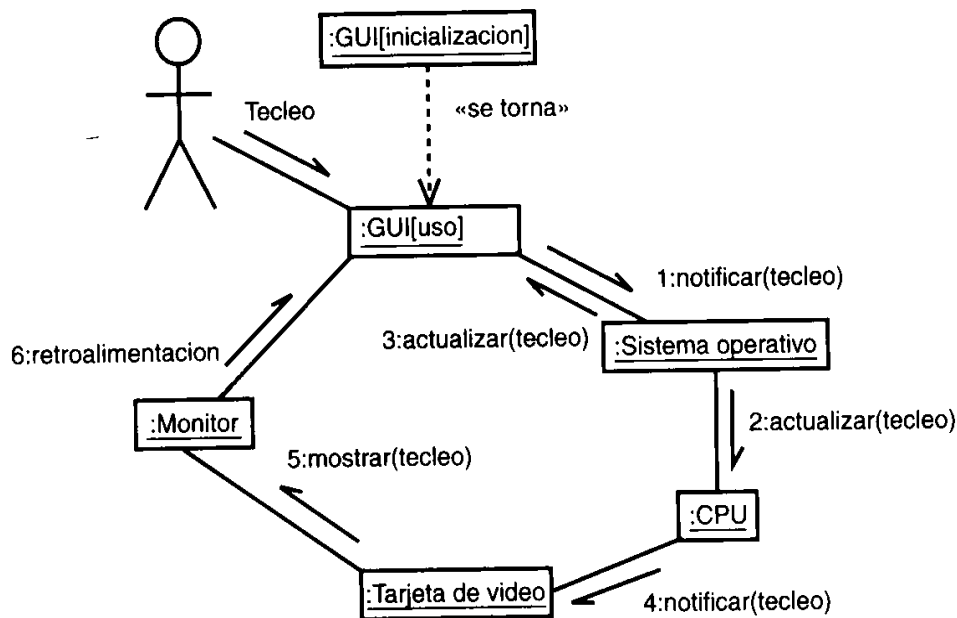 :GUI[inicializacion]
Tecleo
«se torna»
:GUI[uso]
1:notificar(tecleo)
3:actualizar(tecleo)
:Sistema operativo
6:retroalimentacion
:Monitor
2:actualizar(tecleo)
5:mostrar(tecleo)
:CPU
:Tarjeta de video
4:notificar(tecleo)